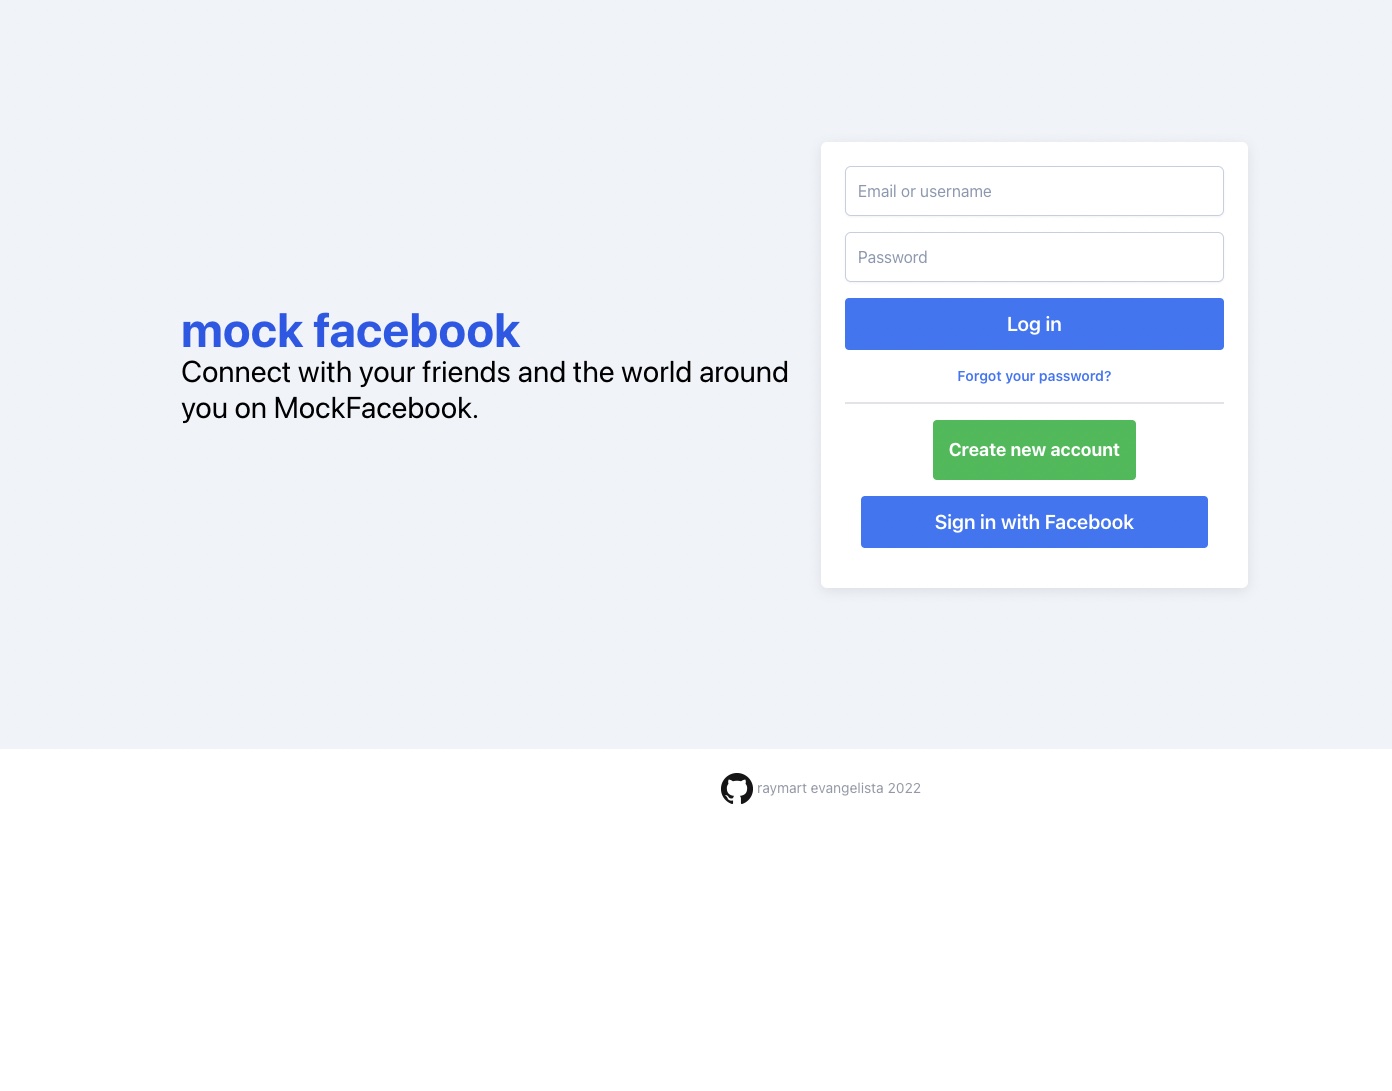 mock facebook
Connect with your friends and the world around
you on MockFacebook.
Email or username
Password
Log in
Forgot your password?
Create new account
Sign in with Facebook
raymart evangelista 2022